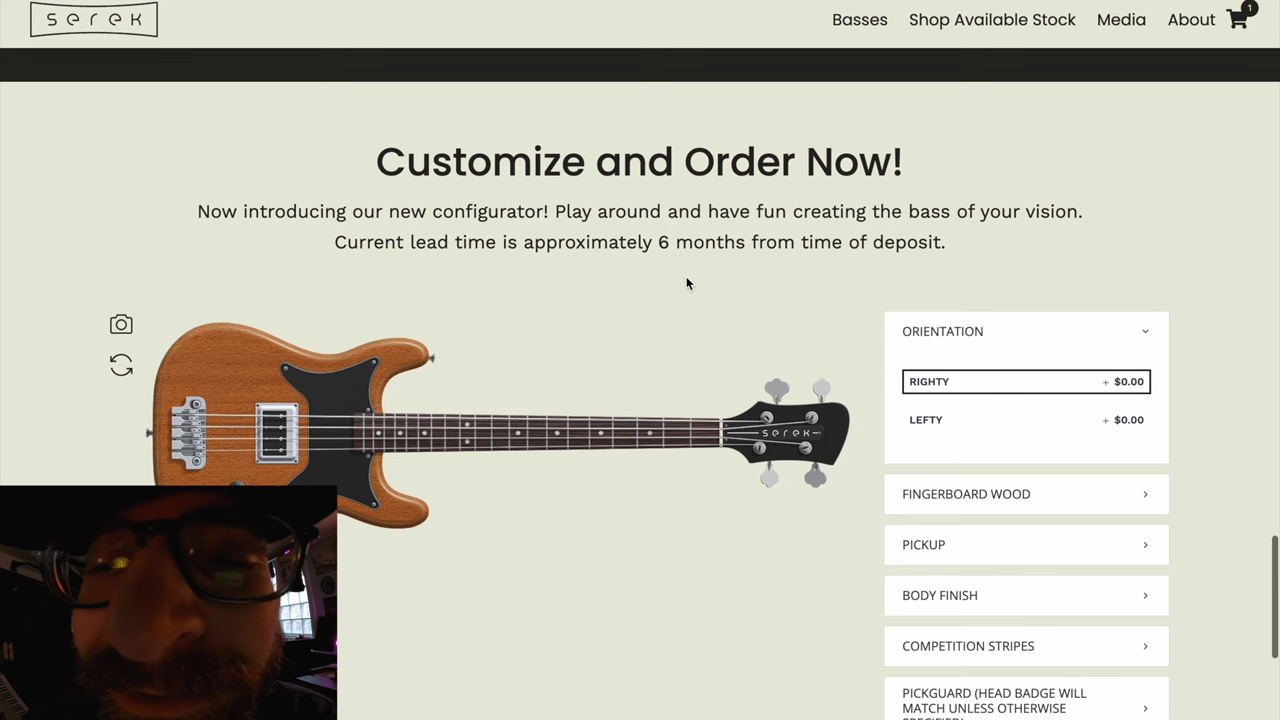 serek
Basses
Shop Available Stock
Media
About
1
Customize and Order Now!
Now introducing our new configurator! Play around and have fun creating the bass of your vision.
Current lead time is approximately 6 months from time of deposit.
serek
ORIENTATION
RIGHTY + $0.00
LEFTY + $0.00
FINGERBOARD WOOD
PICKUP
BODY FINISH
COMPETITION STRIPES
PICKGUARD (HEAD BADGE WILL
MATCH UNLESS OTHERWISE
SPECIFIED)